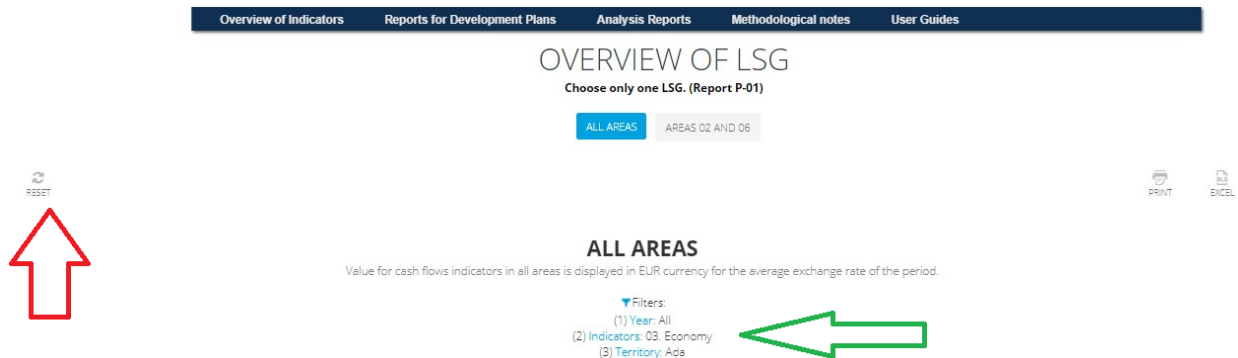 Overview of Indicators Reports for Development Plans Analysis Reports Methodological notes User Guides
OVERVIEW OF LSG
Choose only one LSG. (Report P-01)
ALL AREAS AREAS 02 AND 06
RESET PRINT EXCEL
ALL AREAS
Value for cash flows indicators in all areas is displayed in EUR currency for the average exchange rate of the period.
Filters:
(1) Year: All
(2) Indicators: 03. Economy
(3) Territory: Ada